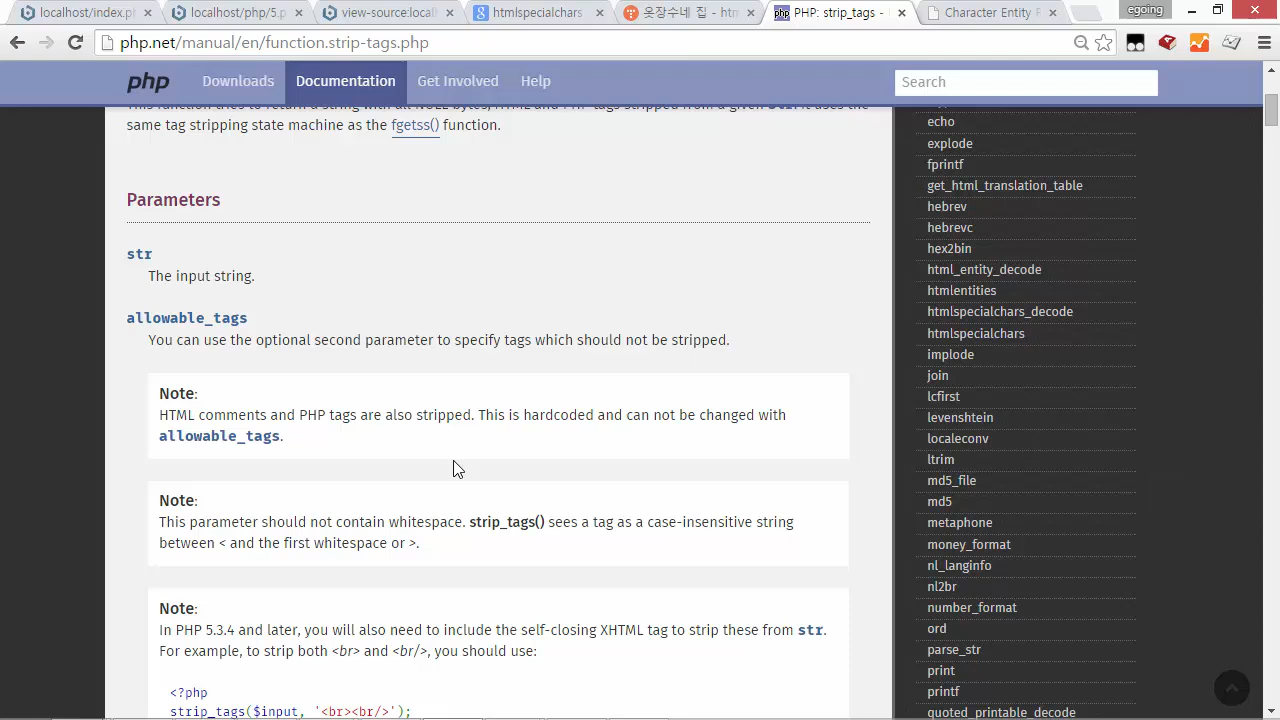 localhost/index.p
localhost/php/5.p
view-source:local
htmlspecialchars
옷장수네 집 - htm
PHP: strip_tags -
Character Entity R
egoing
php.net/manual/en/function.strip-tags.php
php
Downloads
Documentation
Get Involved
Help
Search
same tag stripping state machine as the fgetss() function.
Parameters
str
The input string.
allowable_tags
You can use the optional second parameter to specify tags which should not be stripped.
Note:
HTML comments and PHP tags are also stripped. This is hardcoded and can not be changed with
allowable_tags.
Note:
This parameter should not contain whitespace. strip_tags() sees a tag as a case-insensitive string
between < and the first whitespace or >.
Note:
In PHP 5.3.4 and later, you will also need to include the self-closing XHTML tag to strip these from str.
For example, to strip both <br> and <br/>, you should use:
<?php
strip_tags($input, '<br><br/>');
echo
explode
fprintf
get_html_translation_table
hebrev
hebrevc
hex2bin
html_entity_decode
htmlentities
htmlspecialchars_decode
htmlspecialchars
implode
join
lcfirst
levenshtein
localeconv
ltrim
md5_file
md5
metaphone
money_format
nl_langinfo
nl2br
number_format
ord
parse_str
print
printf
quoted_printable_decode